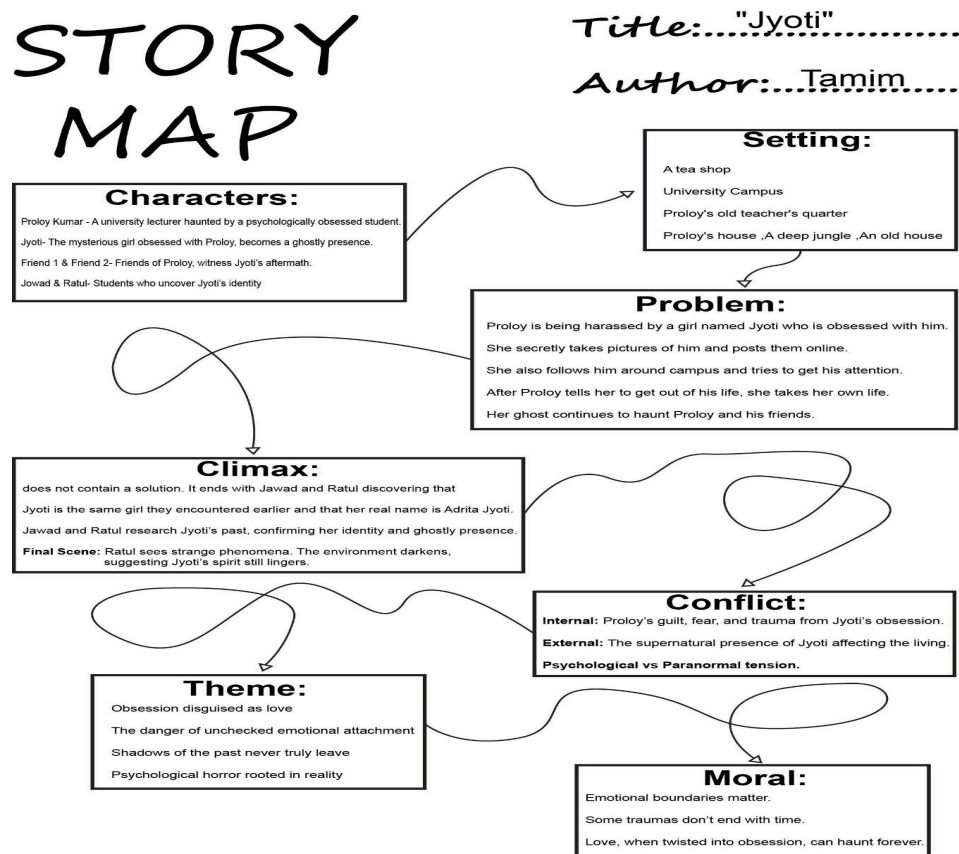 STORY
MAP
Title:....."Jyoti"..............
Author:...Tamim.....
Characters:
Proloy Kumar - A university lecturer haunted by a psychologically obsessed student.
Jyoti- The mysterious girl obsessed with Proloy, becomes a ghostly presence.
Friend 1 & Friend 2- Friends of Proloy, witness Jyoti's aftermath.
Jowad & Ratul- Students who uncover Jyoti's identity
Setting:
A tea shop
University Campus
Proloy's old teacher's quarter
Proloy's house ,A deep jungle ,An old house
Problem:
Proloy is being harassed by a girl named Jyoti who is obsessed with him.
She secretly takes pictures of him and posts them online.
She also follows him around campus and tries to get his attention.
After Proloy tells her to get out of his life, she takes her own life.
Her ghost continues to haunt Proloy and his friends.
Climax:
does not contain a solution. It ends with Jawad and Ratul discovering that
Jyoti is the same girl they encountered earlier and that her real name is Adrita Jyoti.
Jawad and Ratul research Jyoti's past, confirming her identity and ghostly presence.
Final Scene: Ratul sees strange phenomena. The environment darkens,
suggesting Jyoti's spirit still lingers.
Conflict:
Internal: Proloy's guilt, fear, and trauma from Jyoti's obsession.
External: The supernatural presence of Jyoti affecting the living.
Psychological vs Paranormal tension.
Theme:
Obsession disguised as love
The danger of unchecked emotional attachment
Shadows of the past never truly leave
Psychological horror rooted in reality
Moral:
Emotional boundaries matter.
Some traumas don't end with time.
Love, when twisted into obsession, can haunt forever.